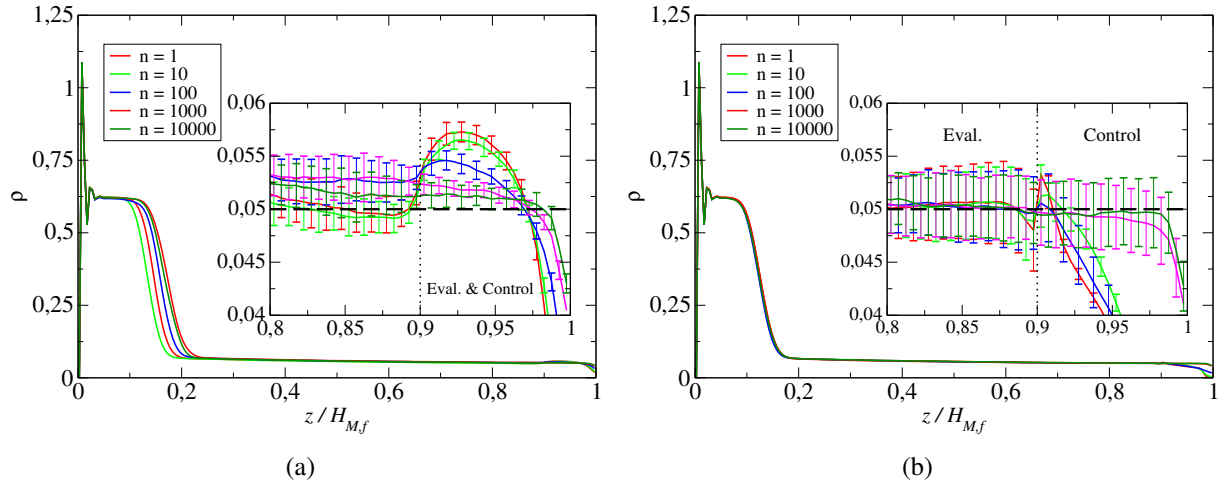 1,25
1
0,75
0,5
0,25
0
ρ
n = 1
n = 10
n = 100
n = 1000
n = 10000
0,06
0,055
0,05
0,045
0,04
0,8 0,85 0,9 0,95 1
Eval. & Control
0 0,2 0,4 0,6 0,8 1
z / H_{M,f}
(a)
1,25
1
0,75
0,5
0,25
0
ρ
n = 1
n = 10
n = 100
n = 1000
n = 10000
0,06
0,055
0,05
0,045
0,04
Eval. Control
0,8 0,85 0,9 0,95 1
0 0,2 0,4 0,6 0,8 1
z / H_{M,f}
(b)